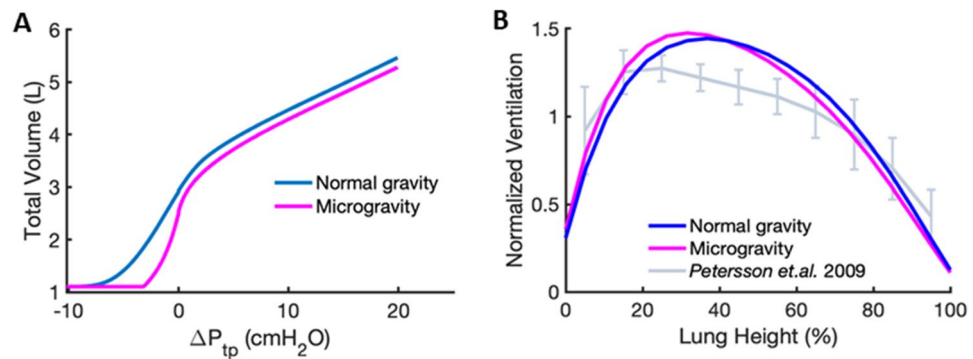 A
Total Volume (L)
6
5
4
3
2
1
-10
0
10
20
ΔPtp (cmH2O)
Normal gravity
Microgravity
B
Normalized Ventilation
1.5
1
0.5
0
0
20
40
60
80
100
Lung Height (%)
Normal gravity
Microgravity
Petersson et.al. 2009